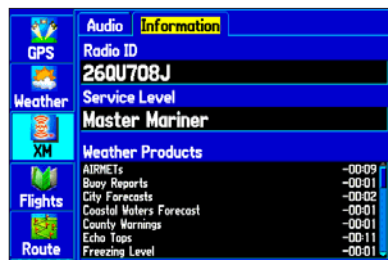 Audio Information
GPS
Radio ID
26QU708J
Weather
Service Level
Master Mariner
XM
Weather Products
AIRMETs -00:09
Buoy Reports -00:01
City Forecasts -00:02
Coastal Waters Forecast -00:01
County Warnings -00:01
Echo Tops -00:11
Freezing Level -00:01
Flights
Route